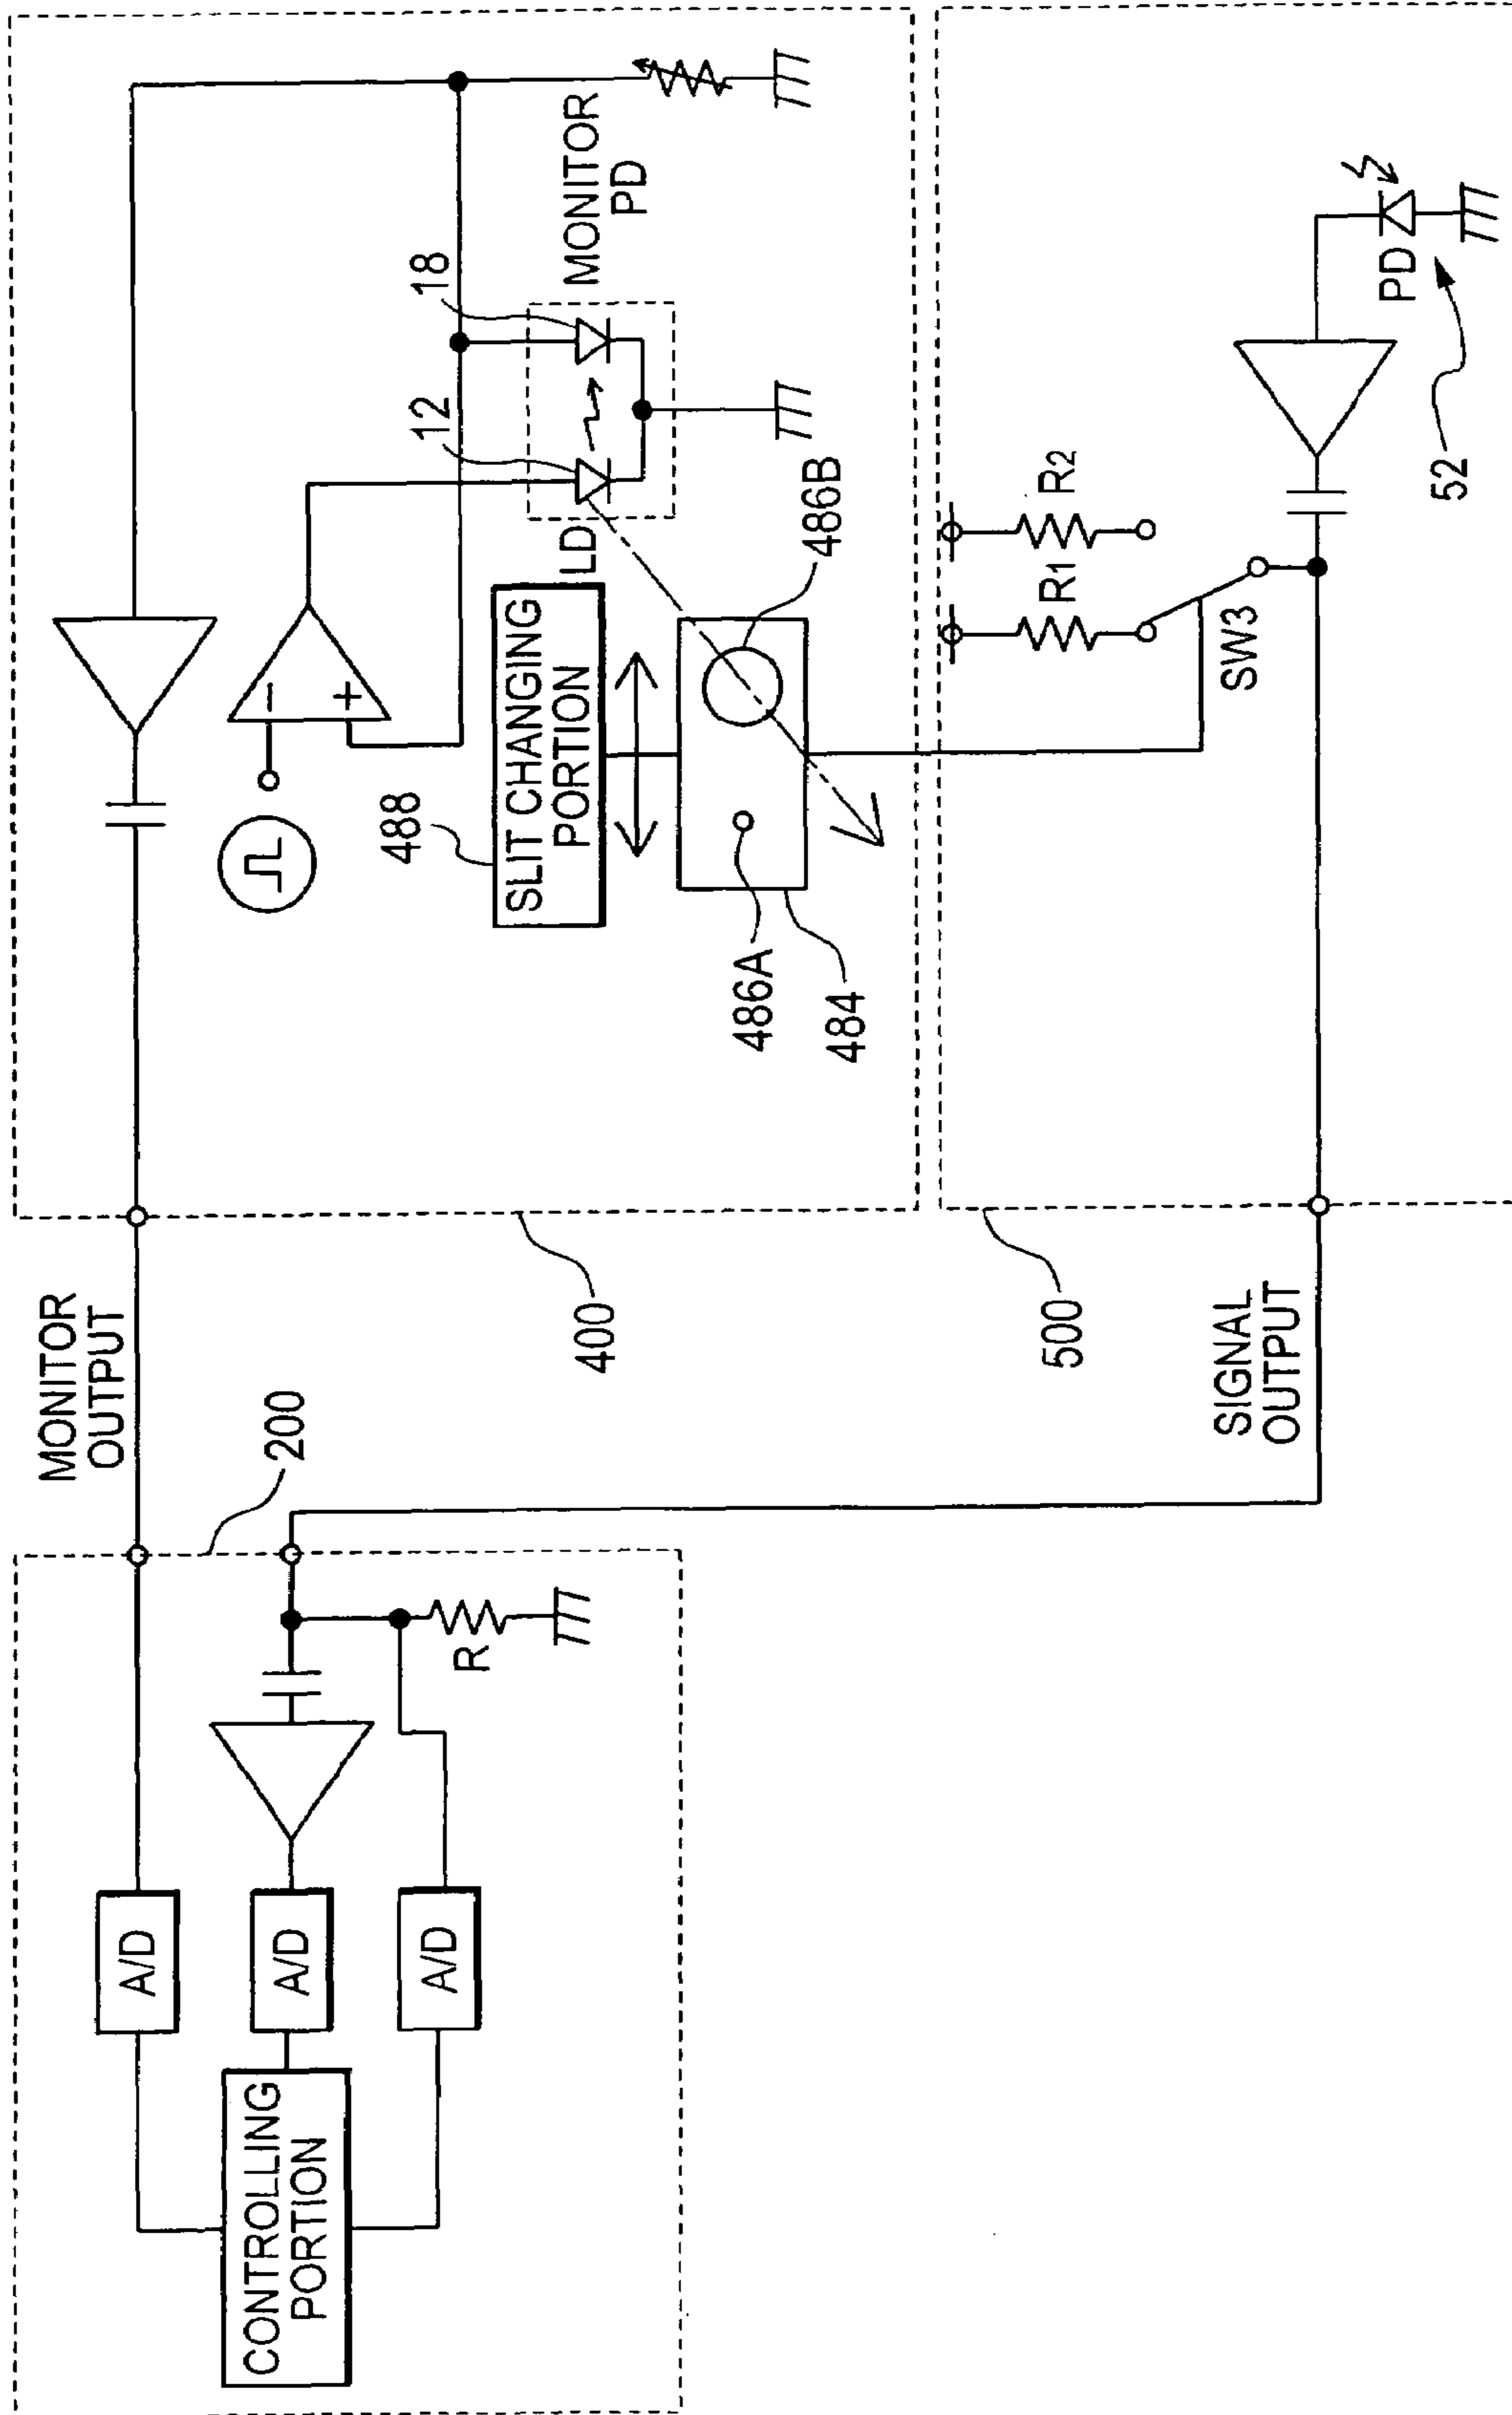 CONTROLLING
PORTION
A/D
A/D
A/D
R
200
MONITOR
OUTPUT
SIGNAL
OUTPUT
400
500
488
SLIT CHANGING
PORTION
486A
484
486B
−
+
LD
12
18
MONITOR
PD
R1
R2
SW3
PD
52